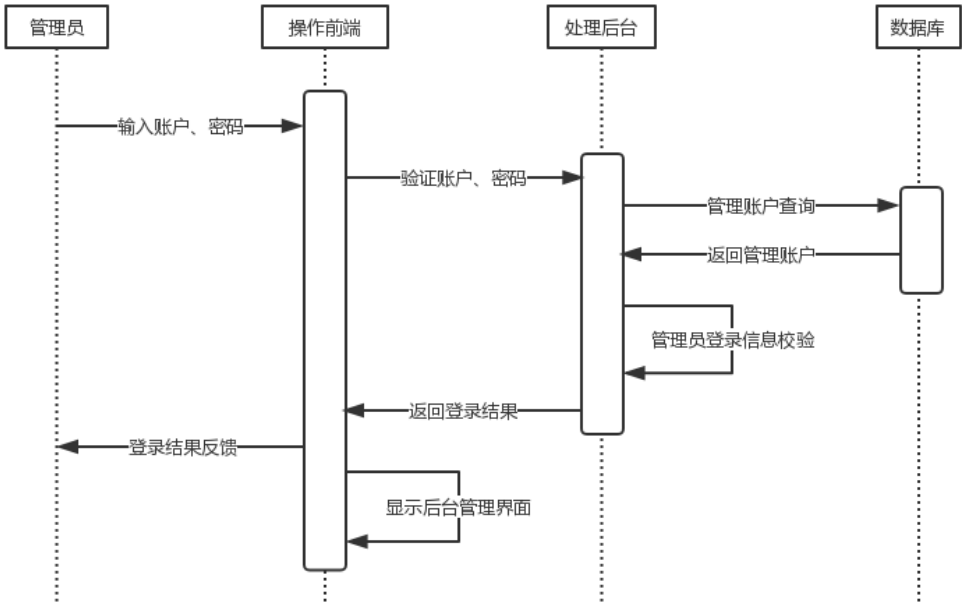 管理员
操作前端
处理后台
数据库
输入账户、密码
验证账户、密码
管理账户查询
返回管理账户
管理员登录信息校验
返回登录结果
登录结果反馈
显示后台管理界面